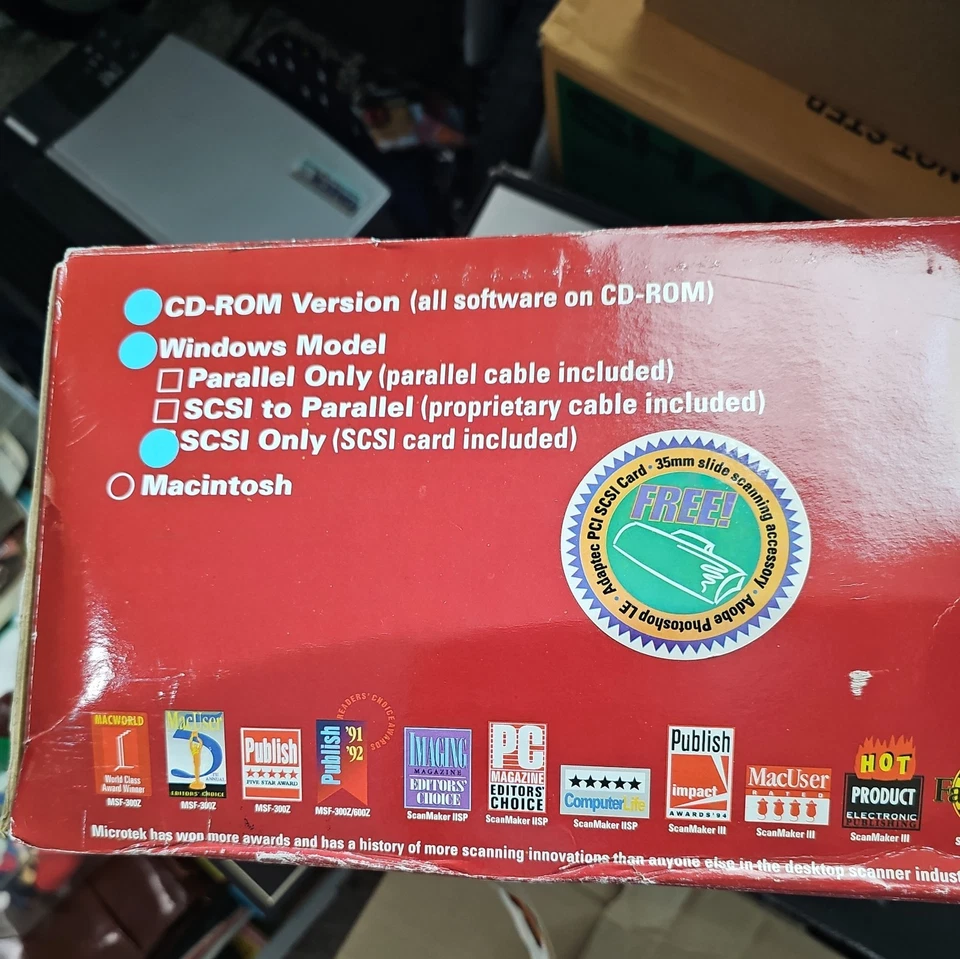 NOT STEP
CD-ROM Version (all software on CD-ROM)
Windows Model
Parallel Only (parallel cable included)
SCSI to Parallel (proprietary cable included)
SCSI Only (SCSI card included)
Macintosh
Adaptec PCI SCSI Card · 35mm slide scanning accessory · Adobe Photoshop LE ·
FREE!
MACWORLD
World Class
Award Winner
MSF-300Z
MacUser
EDITORS' CHOICE
MSF-300Z
Publish
★★★★★
FIVE STAR AWARD
MSF-300Z
READERS' CHOICE AWARDS
Publish
'91
'92
MSF-300Z/600Z
IMAGING
MAGAZINE
EDITORS'
CHOICE
ScanMaker IISP
PC
MAGAZINE
EDITORS'
CHOICE
ScanMaker IISP
★★★★★
ComputerLife
ScanMaker IISP
Publish
impact
AWARDS '94
ScanMaker III
MacUser
RATED
ScanMaker III
HOT
PRODUCT
ELECTRONIC
PUBLISHING
ScanMaker III
Microtek has won more awards and has a history of more scanning innovations than anyone else in the desktop scanner indust